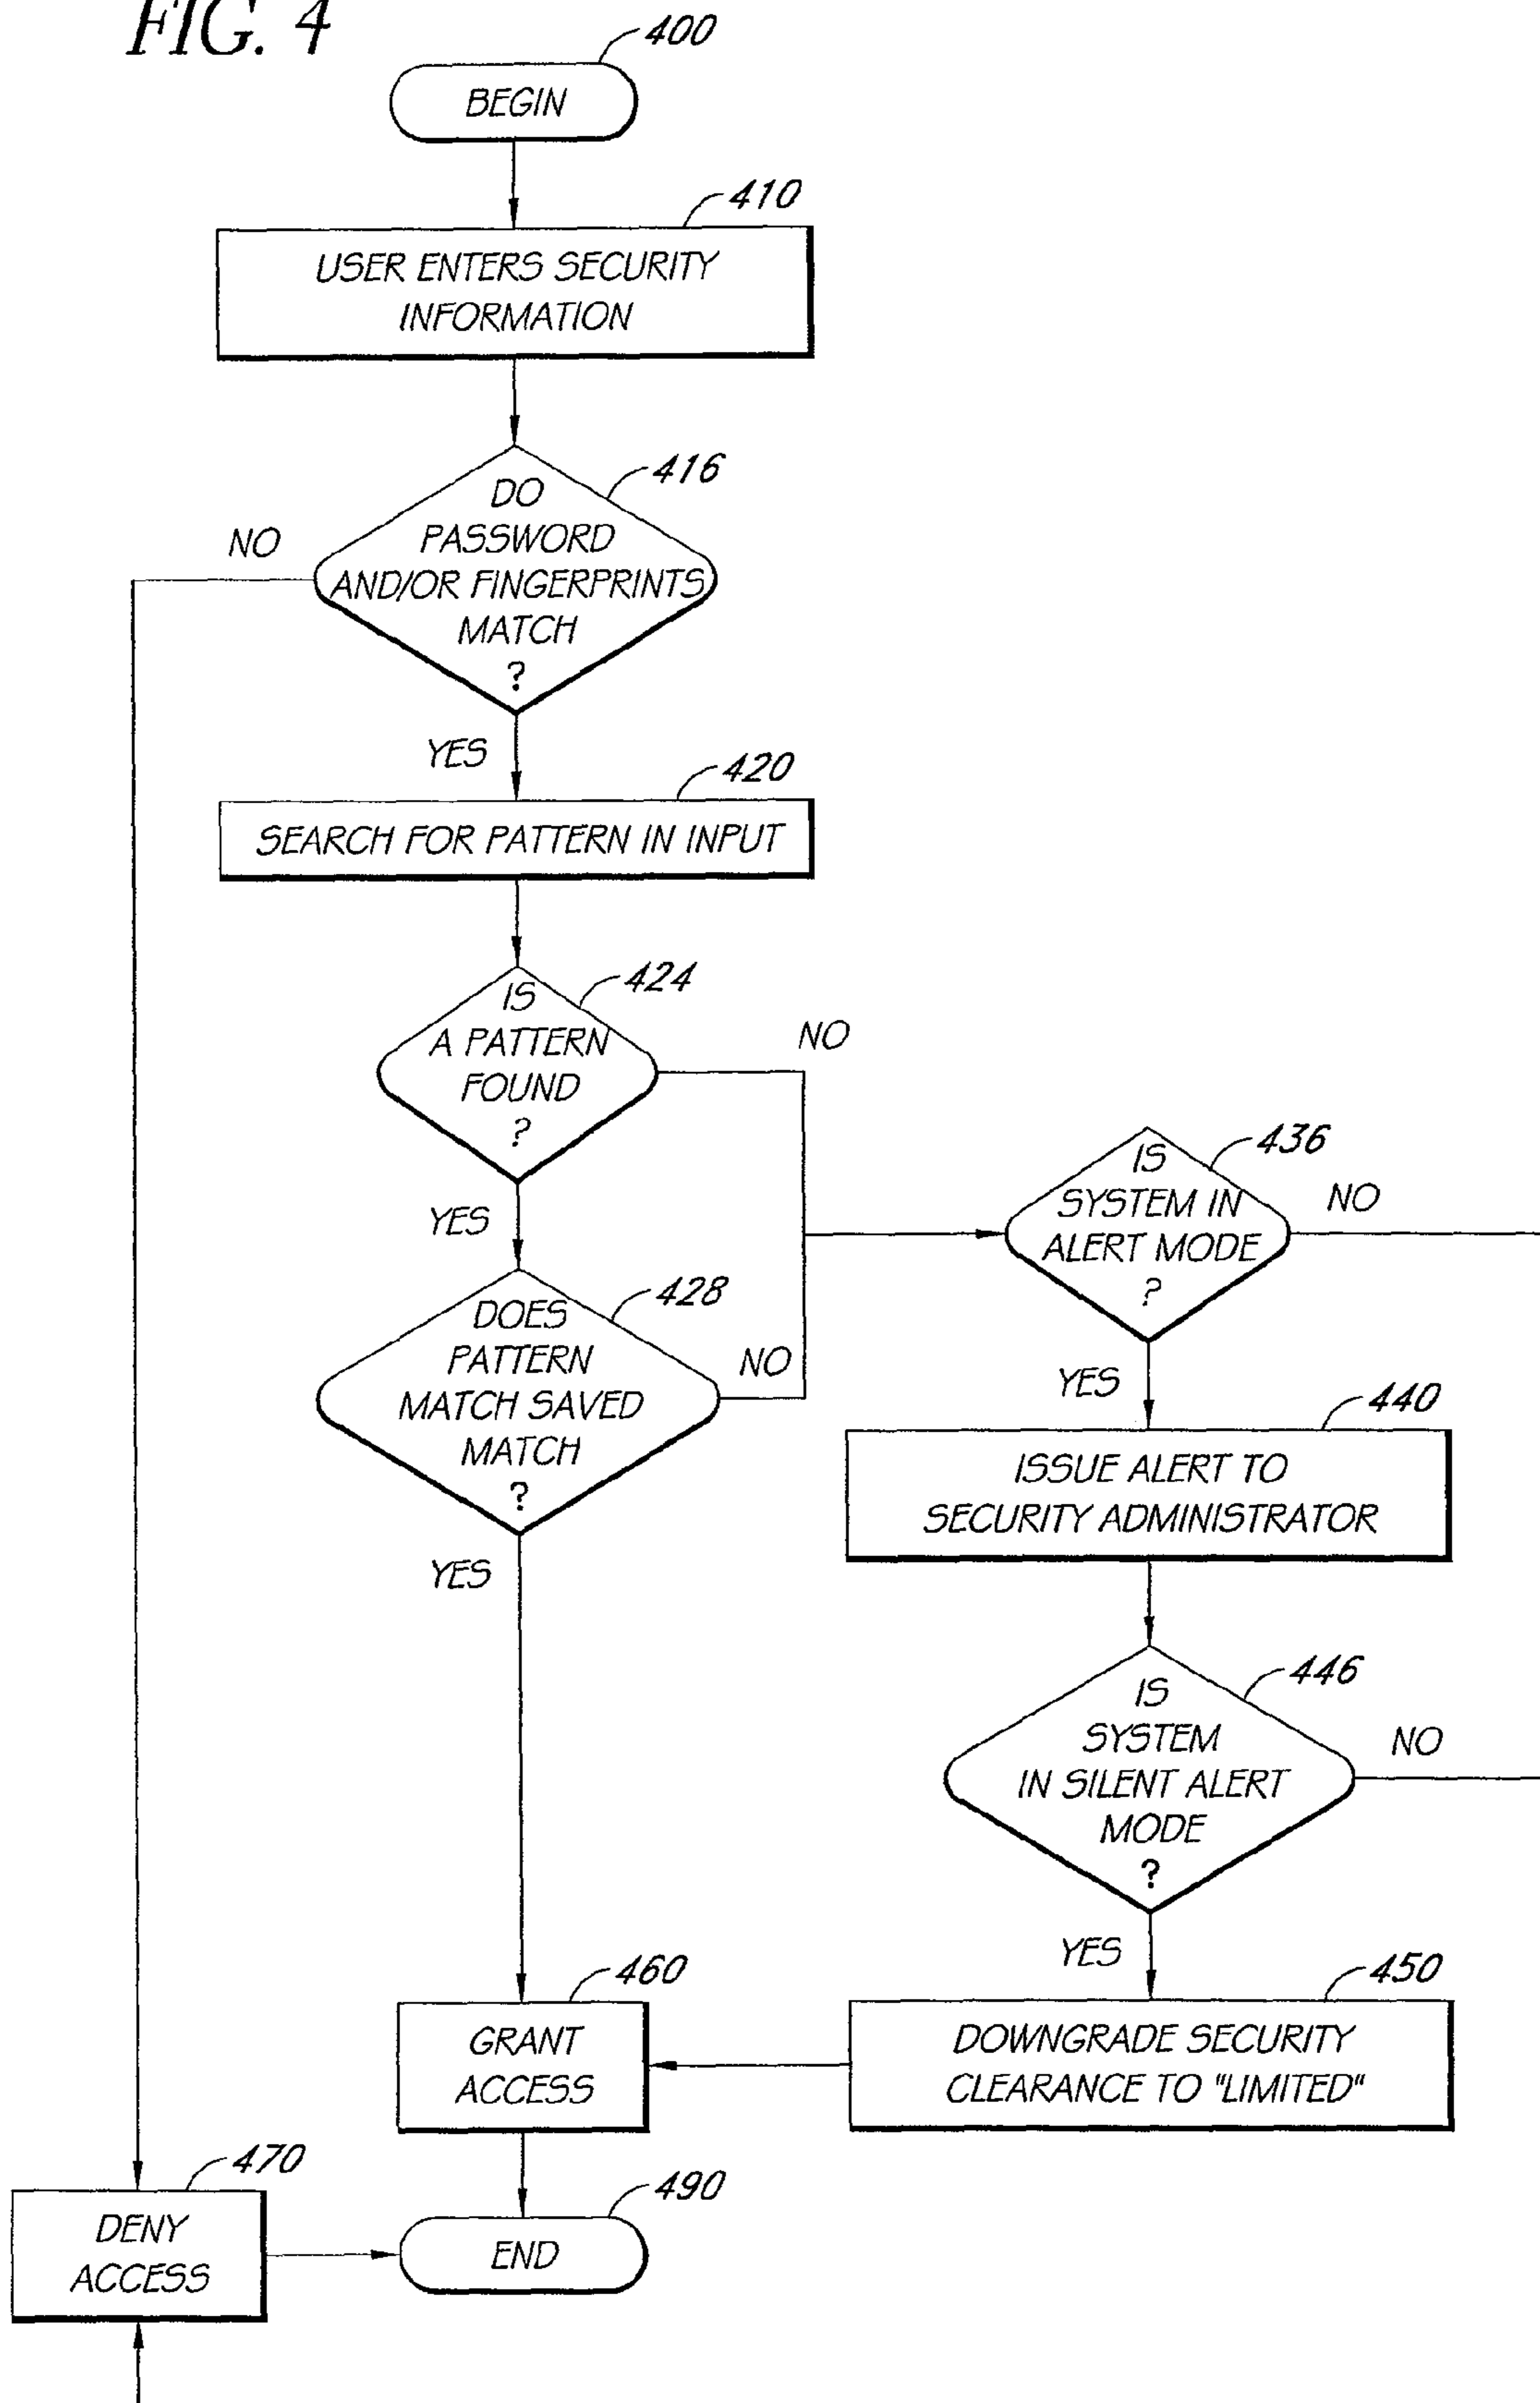 FIG. 4
400
BEGIN
410
USER ENTERS SECURITY
INFORMATION
416
DO
PASSWORD
AND/OR FINGERPRINTS
MATCH
?
NO
YES
420
SEARCH FOR PATTERN IN INPUT
424
IS
A PATTERN
FOUND
?
NO
YES
428
DOES
PATTERN
MATCH SAVED
MATCH
?
NO
YES
436
IS
SYSTEM IN
ALERT MODE
?
NO
YES
440
ISSUE ALERT TO
SECURITY ADMINISTRATOR
446
IS
SYSTEM
IN SILENT ALERT
MODE
?
NO
YES
450
DOWNGRADE SECURITY
CLEARANCE TO "LIMITED"
460
GRANT
ACCESS
470
DENY
ACCESS
490
END